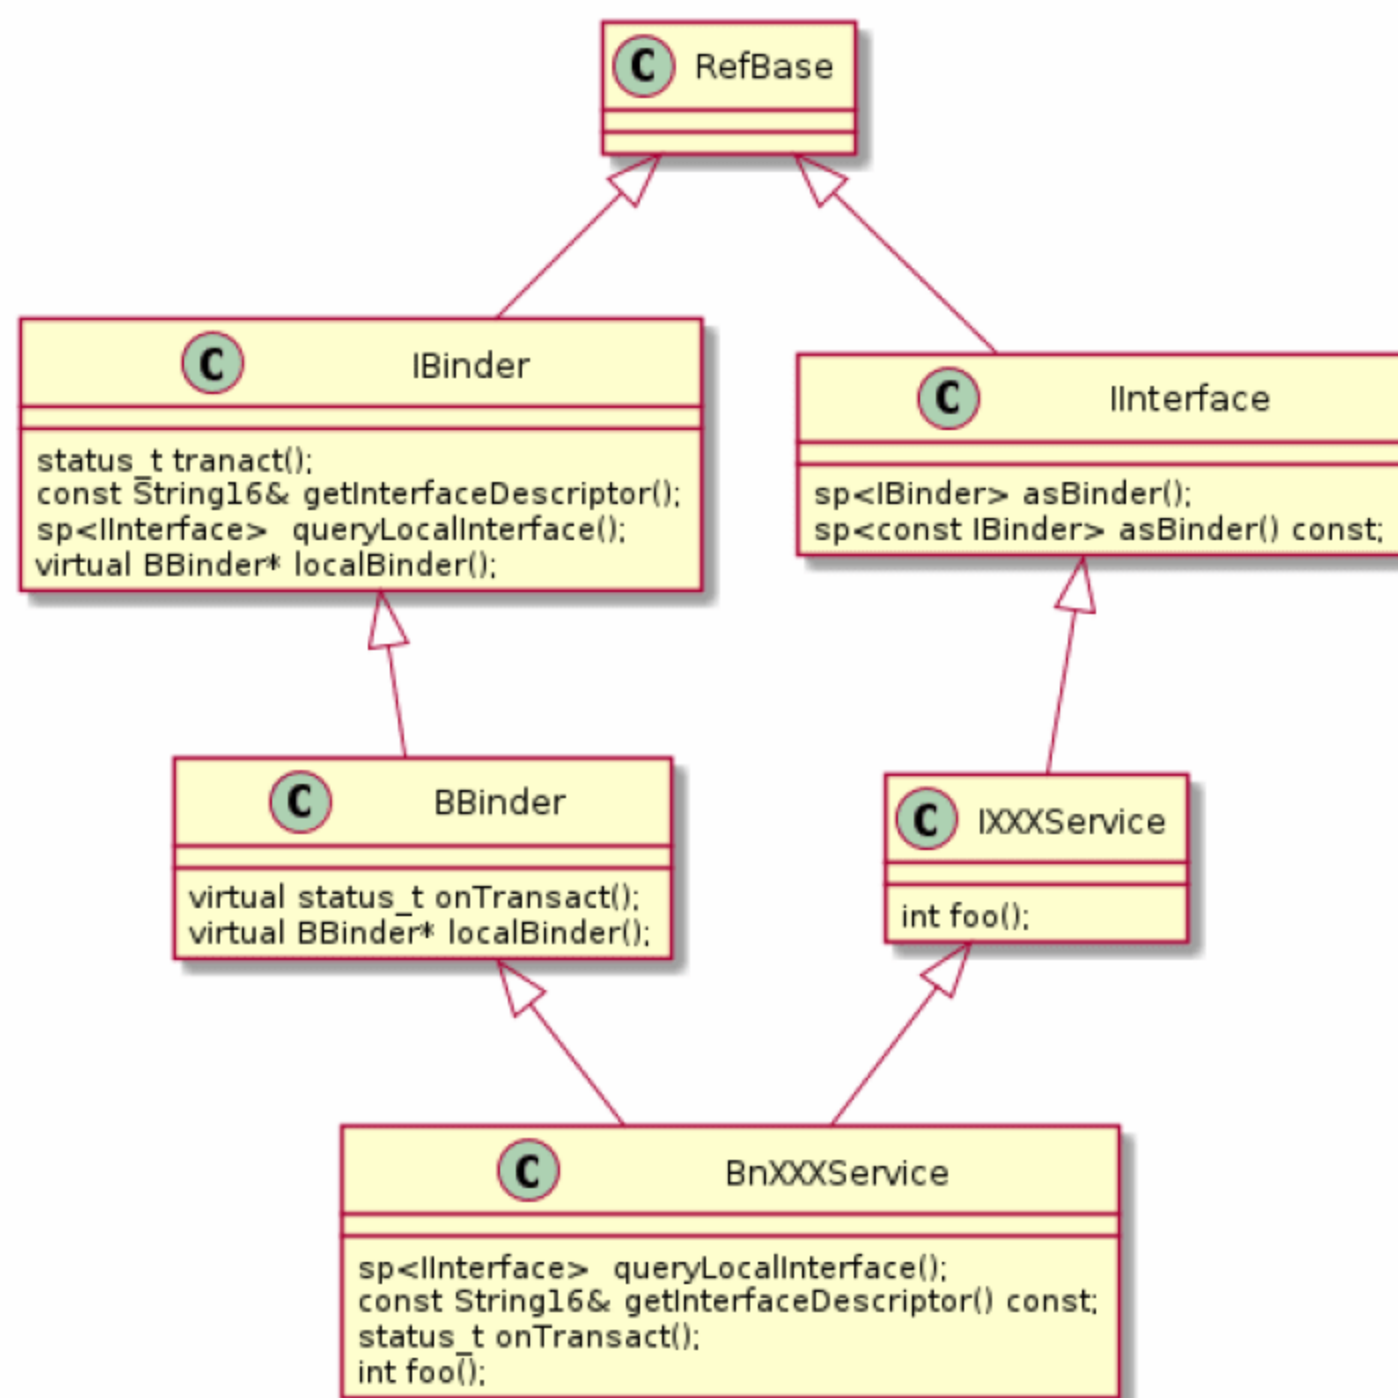 C RefBase
C IBinder
status_t tranact();
const String16& getInterfaceDescriptor();
sp<IInterface> queryLocalInterface();
virtual BBinder* localBinder();
C IInterface
sp<IBinder> asBinder();
sp<const IBinder> asBinder() const;
C BBinder
virtual status_t onTransact();
virtual BBinder* localBinder();
C IXXXService
int foo();
C BnXXXService
sp<IInterface> queryLocalInterface();
const String16& getInterfaceDescriptor() const;
status_t onTransact();
int foo();